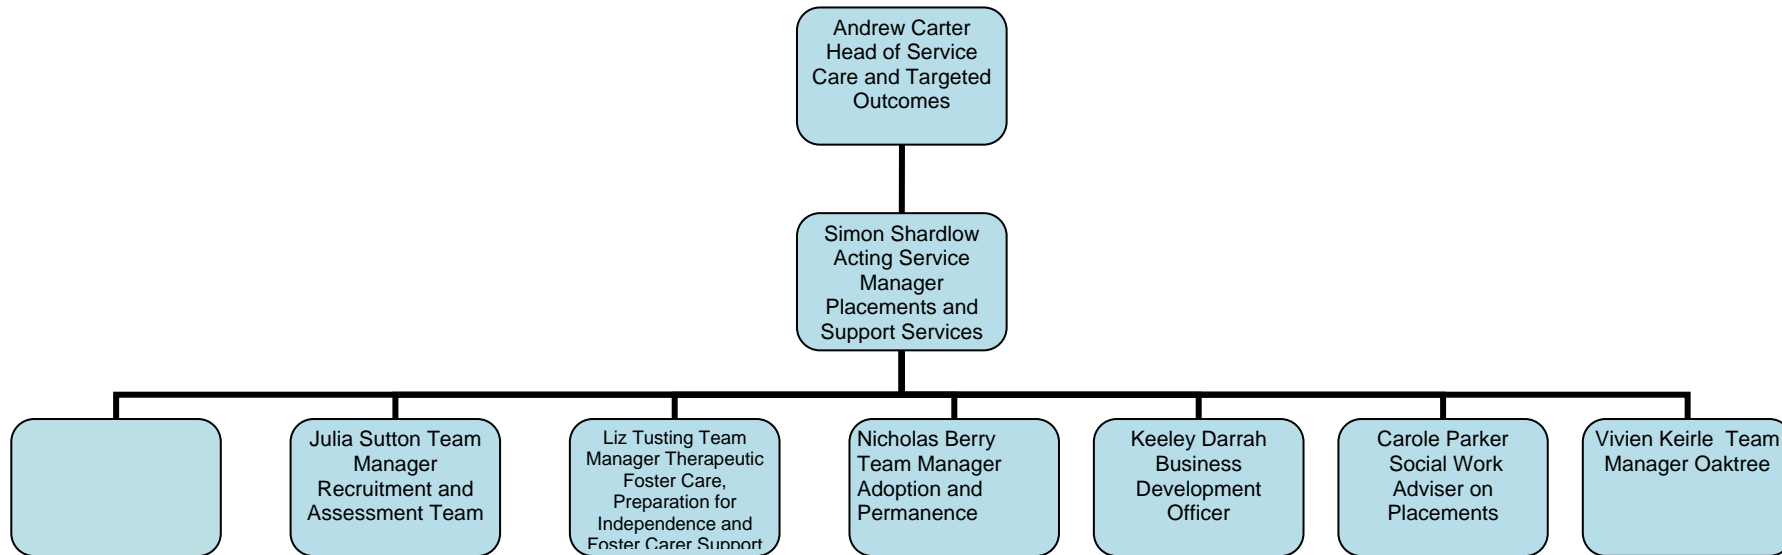 Andrew Carter
Head of Service
Care and Targeted
Outcomes
Simon Shardlow
Acting Service
Manager
Placements and
Support Services
Julia Sutton Team
Manager
Recruitment and
Assessment Team
Liz Tusting Team
Manager Therapeutic
Foster Care,
Preparation for
Independence and
Foster Carer Support
Nicholas Berry
Team Manager
Adoption and
Permanence
Keeley Darrah
Business
Development
Officer
Carole Parker
Social Work
Adviser on
Placements
Vivien Keirle Team
Manager Oaktree